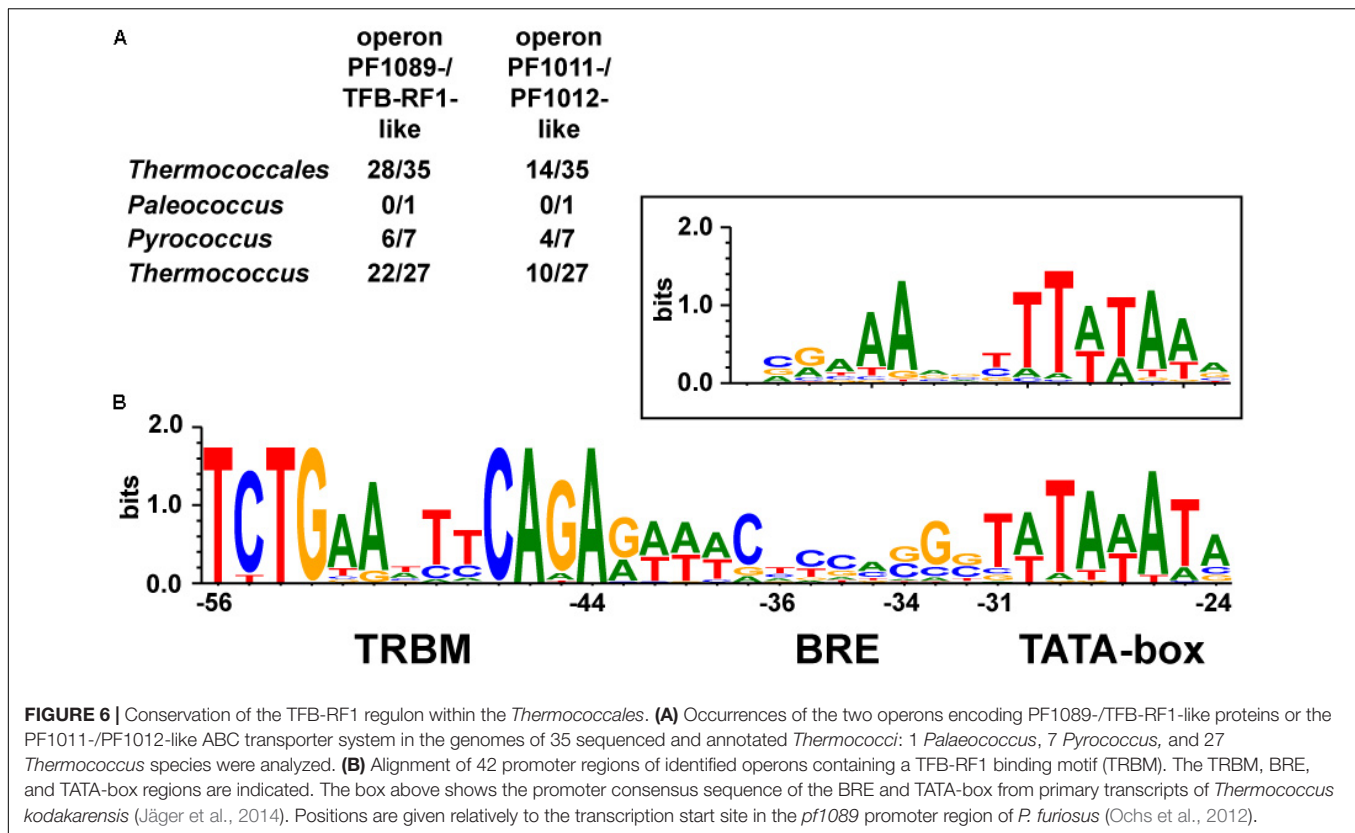 A
operon PF1089-/ TFB-RF1- like
operon PF1011-/ PF1012- like
Thermococcales 28/35 14/35
Paleococcus 0/1 0/1
Pyrococcus 6/7 4/7
Thermococcus 22/27 10/27
2.0
bits
1.0
0.0
B
2.0
bits
1.0
0.0
-56 -44 -36 -34 -31 -24
TRBM BRE TATA-box
FIGURE 6 | Conservation of the TFB-RF1 regulon within the Thermococcales. (A) Occurrences of the two operons encoding PF1089-/TFB-RF1-like proteins or the
PF1011-/PF1012-like ABC transporter system in the genomes of 35 sequenced and annotated Thermococci: 1 Palaeococcus, 7 Pyrococcus, and 27
Thermococcus species were analyzed. (B) Alignment of 42 promoter regions of identified operons containing a TFB-RF1 binding motif (TRBM). The TRBM, BRE,
and TATA-box regions are indicated. The box above shows the promoter consensus sequence of the BRE and TATA-box from primary transcripts of Thermococcus
kodakarensis (Jäger et al., 2014). Positions are given relatively to the transcription start site in the pf1089 promoter region of P. furiosus (Ochs et al., 2012).